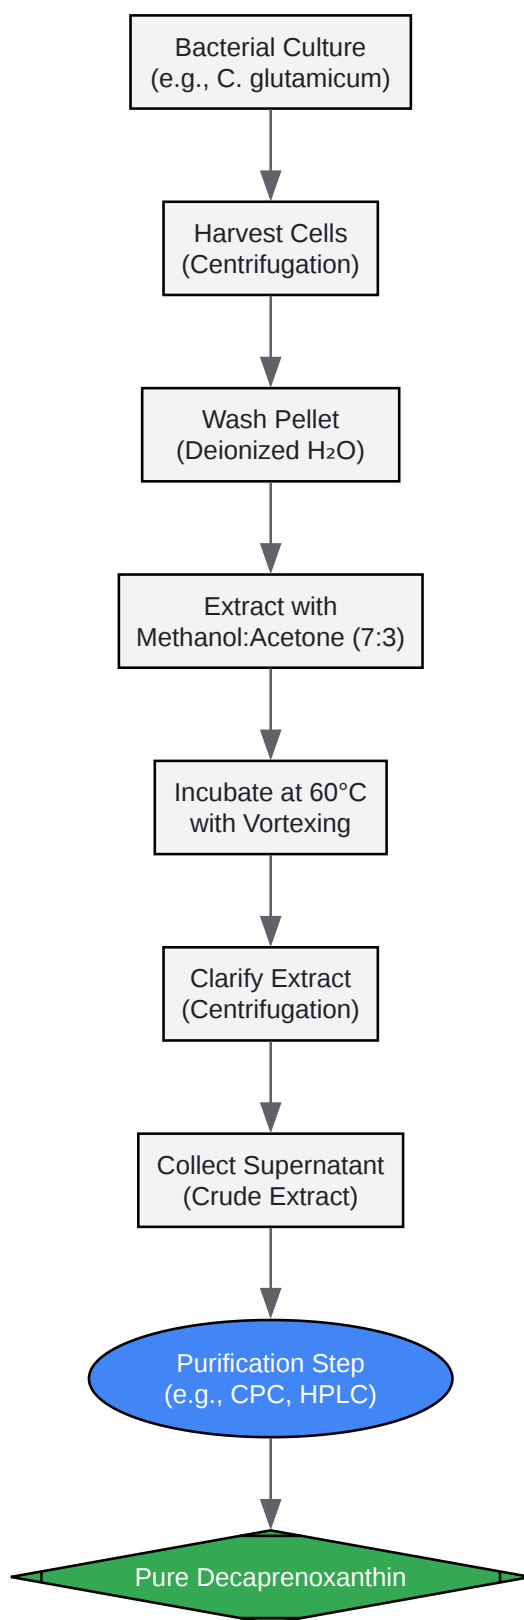 Bacterial Culture
(e.g., C. glutamicum)
Harvest Cells
(Centrifugation)
Wash Pellet
(Deionized H₂O)
Extract with
Methanol:Acetone (7:3)
Incubate at 60°C
with Vortexing
Clarify Extract
(Centrifugation)
Collect Supernatant
(Crude Extract)
Purification Step
(e.g., CPC, HPLC)
Pure Decaprenoxanthin